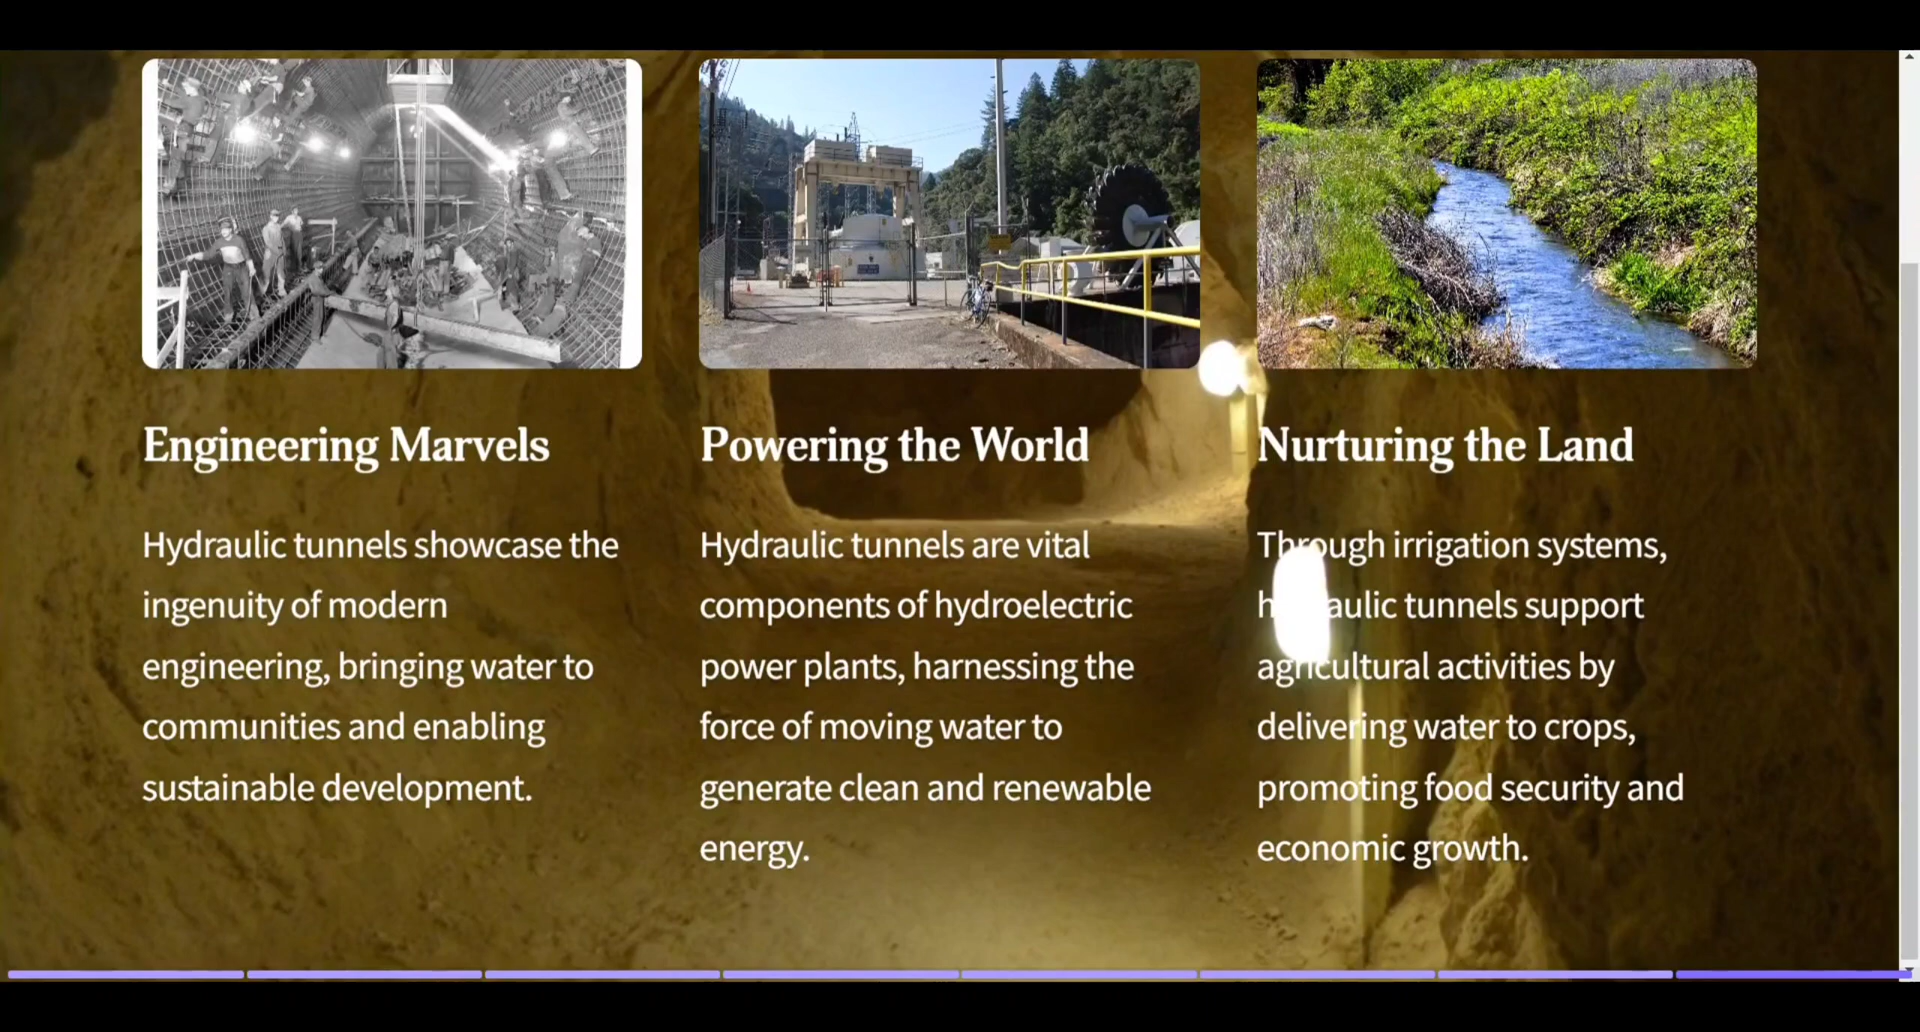 Engineering Marvels
Hydraulic tunnels showcase the
ingenuity of modern
engineering, bringing water to
communities and enabling
sustainable development.
Powering the World
Hydraulic tunnels are vital
components of hydroelectric
power plants, harnessing the
force of moving water to
generate clean and renewable
energy.
Nurturing the Land
Through irrigation systems,
hydraulic tunnels support
agricultural activities by
delivering water to crops,
promoting food security and
economic growth.